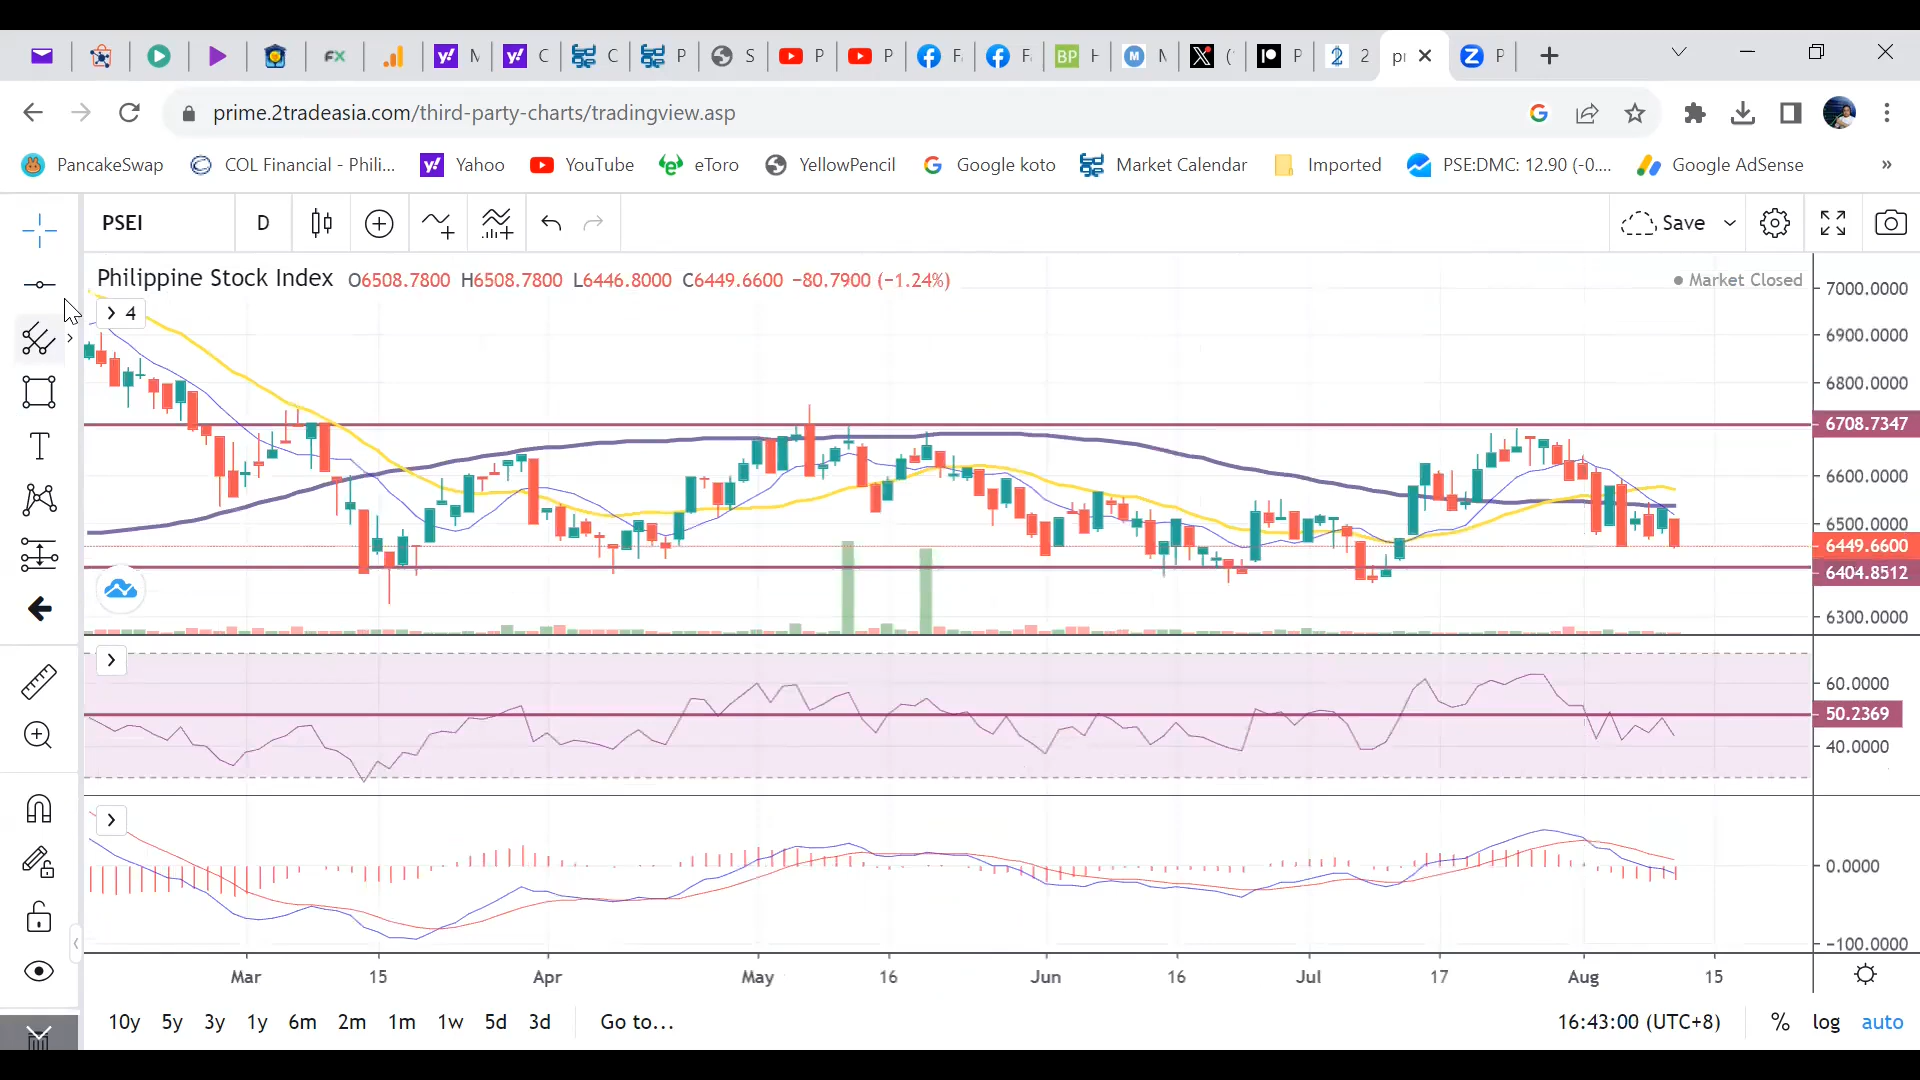 M C C P S P P F F H M ( P 2 pr P
prime.2tradeasia.com/third-party-charts/tradingview.asp
PancakeSwap COL Financial - Phili... Yahoo YouTube eToro YellowPencil Google koto Market Calendar Imported PSE:DMC: 12.90 (-0.... Google AdSense »
PSEI D Save
Philippine Stock Index O6508.7800 H6508.7800 L6446.8000 C6449.6600 −80.7900 (−1.24%) Market Closed
4
7000.0000
6900.0000
6800.0000
6708.7347
6600.0000
6500.0000
6449.6600
6404.8512
6300.0000
60.0000
50.2369
40.0000
0.0000
−100.0000
Mar 15 Apr May 16 Jun 16 Jul 17 Aug 15
10y 5y 3y 1y 6m 2m 1m 1w 5d 3d Go to... 16:43:00 (UTC+8) % log auto